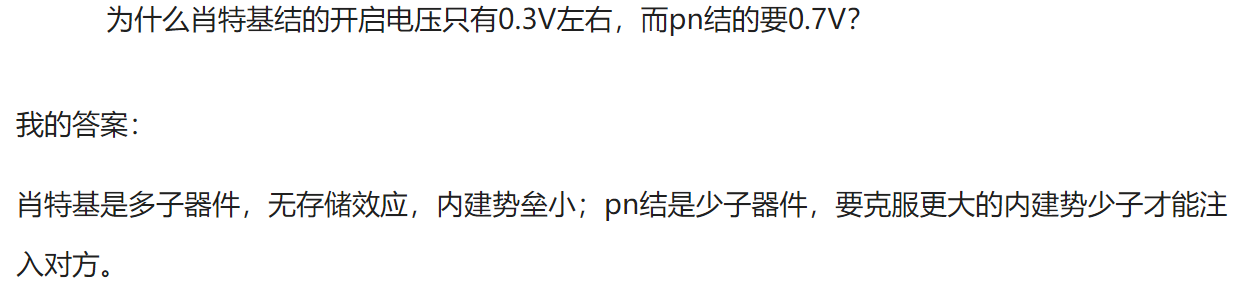 为什么肖特基结的开启电压只有0.3V左右，而pn结的要0.7V？
我的答案：
肖特基是多子器件，无存储效应，内建势垒小；pn结是少子器件，要克服更大的内建势少子才能注
入对方。